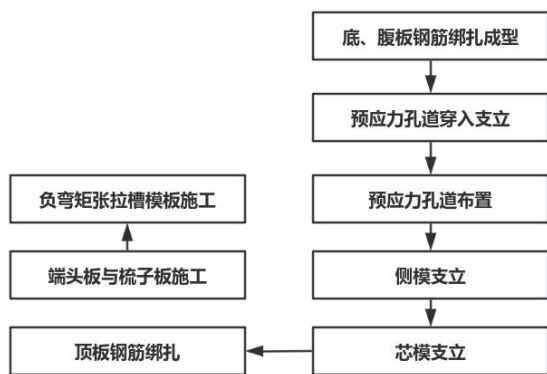 底、腹板钢筋绑扎成型
预应力孔道穿入支立
预应力孔道布置
侧模支立
芯模支立
顶板钢筋绑扎
端头板与梳子板施工
负弯矩张拉槽模板施工